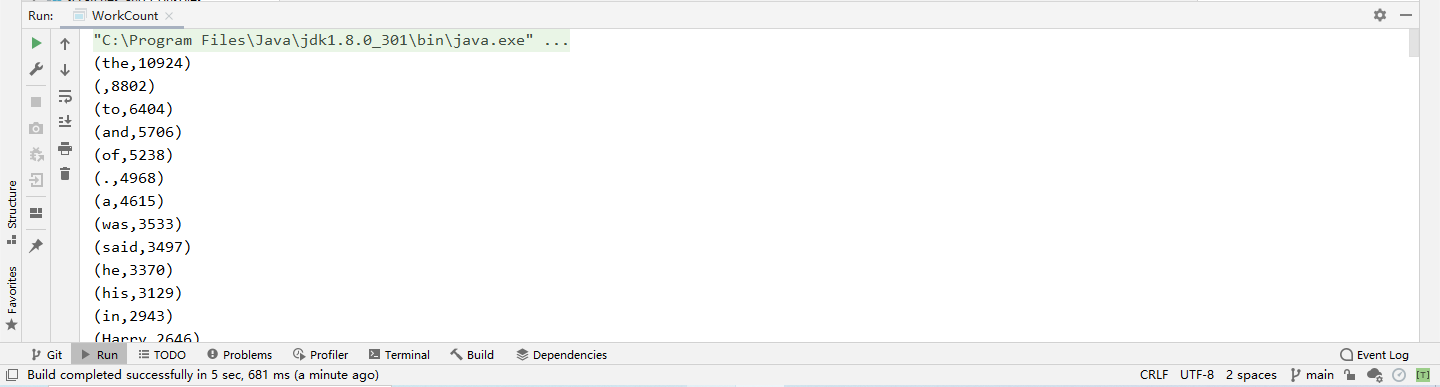 Run: WorkCount
"C:\Program Files\Java\jdk1.8.0_301\bin\java.exe" ...
(the,10924)
(,8802)
(to,6404)
(and,5706)
(of,5238)
(.,4968)
(a,4615)
(was,3533)
(said,3497)
(he,3370)
(his,3129)
(in,2943)
(Harry,2646)
Structure
Favorites
Git Run TODO Problems Profiler Terminal Build Dependencies Event Log
Build completed successfully in 5 sec, 681 ms (a minute ago) CRLF UTF-8 2 spaces main [T]